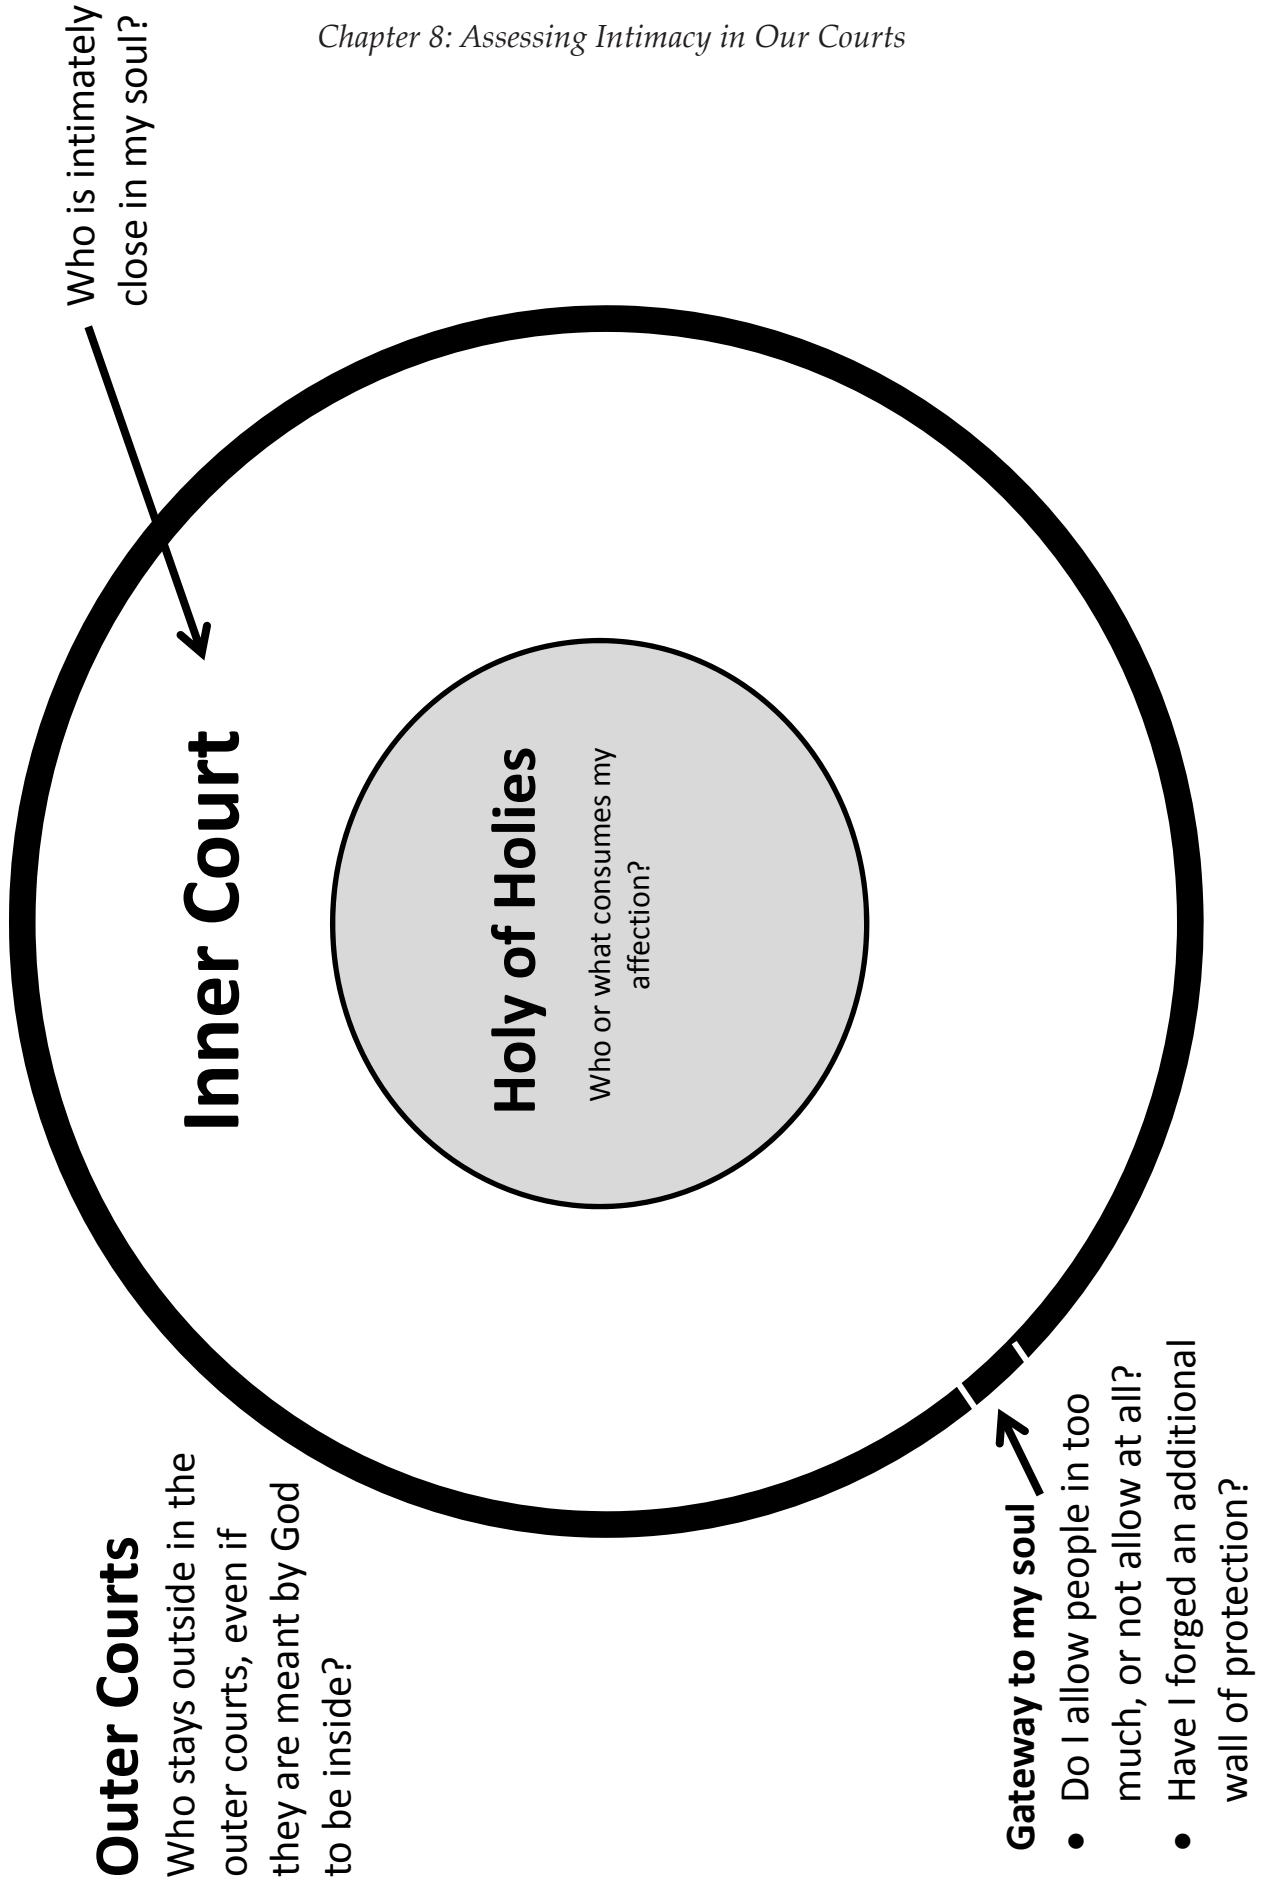 Chapter 8: Assessing Intimacy in Our Courts
Outer Courts
Who stays outside in the
outer courts, even if
they are meant by God
to be inside?
Who is intimately
close in my soul?
Inner Court
Holy of Holies
Who or what consumes my
affection?
Gateway to my soul
• Do I allow people in too
much, or not allow at all?
• Have I forged an additional
wall of protection?